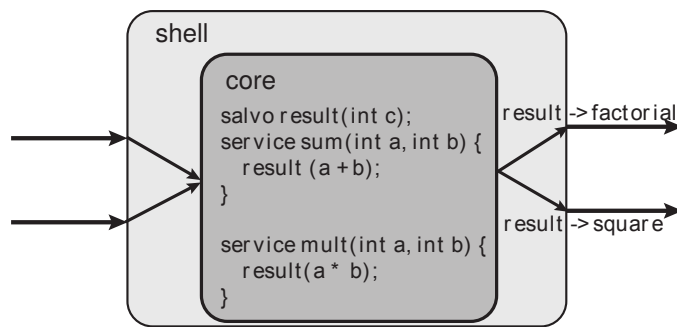 shell
core
salvo result(int c);
service sum(int a, int b) {
result (a+b);
}
service mult(int a, int b) {
result(a * b);
}
result->factorial
result->square